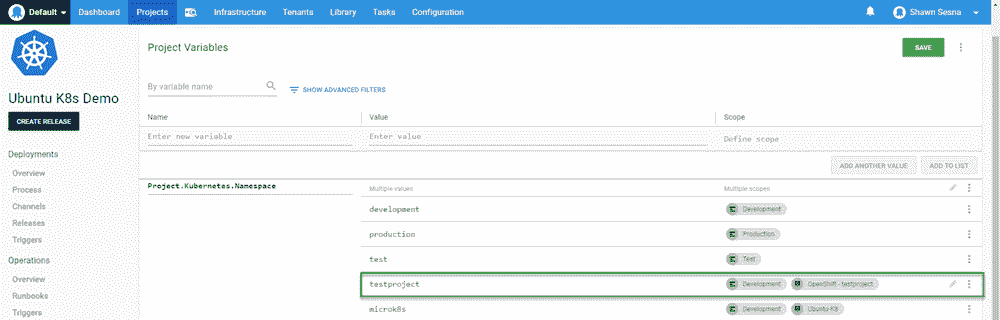 Default Dashboard Projects Infrastructure Tenants Library Tasks Configuration Shawn Sesna
Ubuntu K8s Demo
CREATE RELEASE
Deployments
Overview
Process
Channels
Releases
Triggers
Operations
Overview
Runbooks
Triggers
Project Variables SAVE
By variable name SHOW ADVANCED FILTERS
Name Value Scope
Enter new variable Enter value Define scope
ADD ANOTHER VALUE ADD TO LIST
Project.Kubernetes.Namespace Multiple values Multiple scopes
development Development
production Production
test Test
testproject Development OpenShift - testproject
microk8s Development Ubuntu-K8